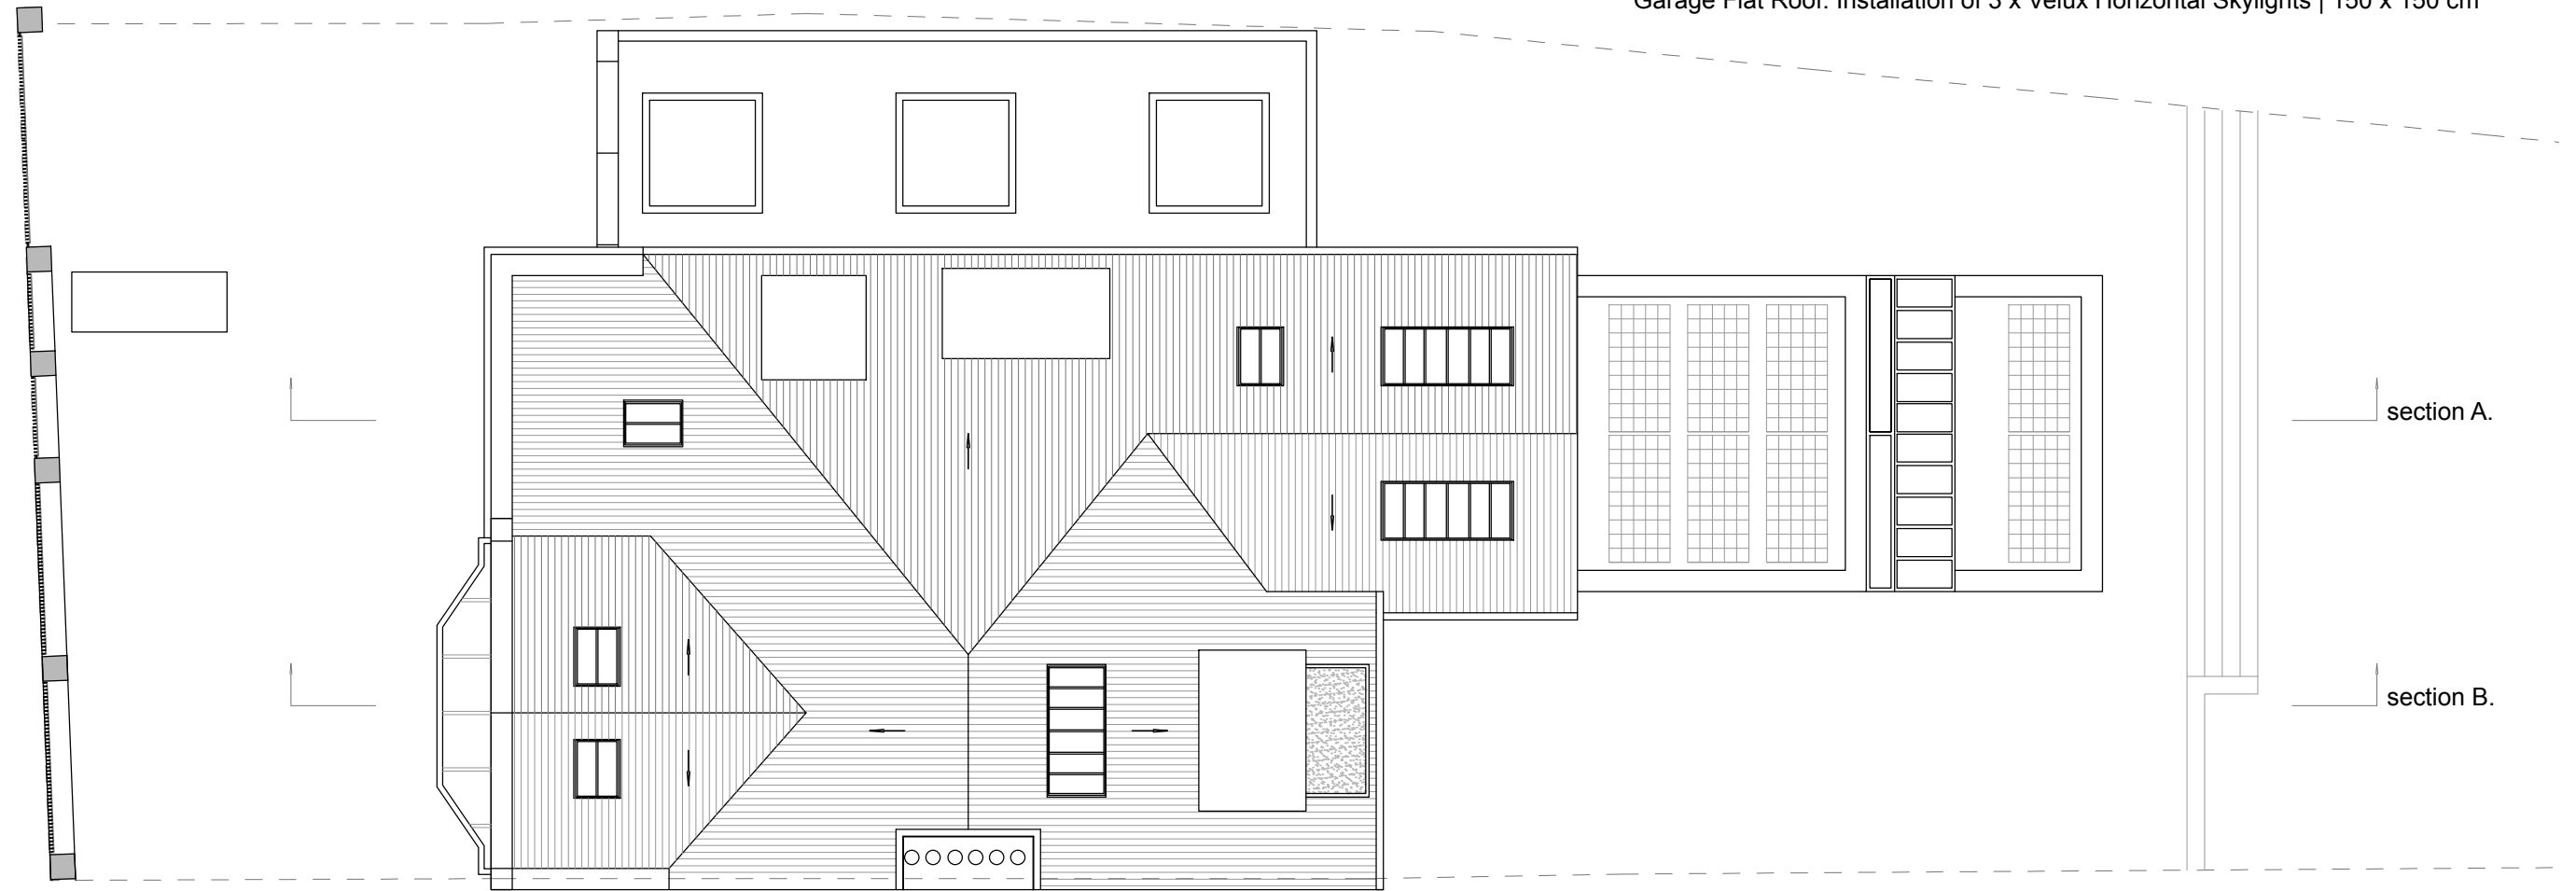 Garage Flat Roof: Installation of 3 x Velux Horizontal Skylights | 150 x 150 cm
section A.
section B.